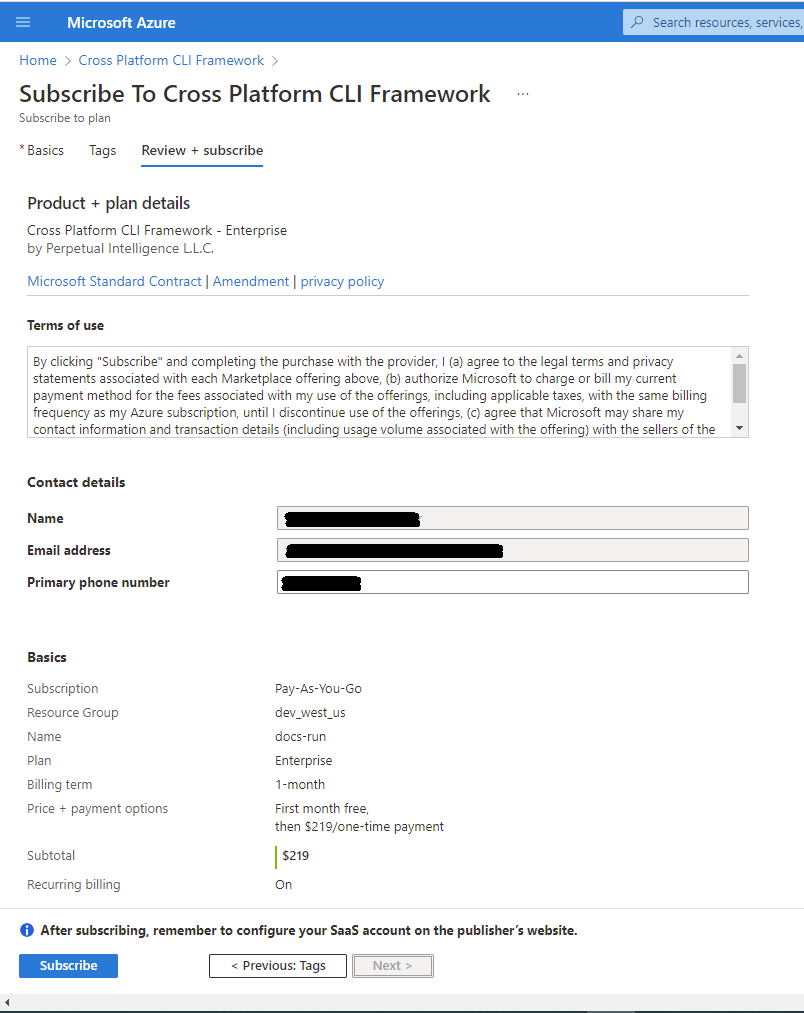 Microsoft Azure
Search resources, services,
Home > Cross Platform CLI Framework >
Subscribe To Cross Platform CLI Framework ...
Subscribe to plan
* Basics Tags Review + subscribe
Product + plan details
Cross Platform CLI Framework - Enterprise
by Perpetual Intelligence L.L.C.
Microsoft Standard Contract | Amendment | privacy policy
Terms of use
By clicking "Subscribe" and completing the purchase with the provider, I (a) agree to the legal terms and privacy
statements associated with each Marketplace offering above, (b) authorize Microsoft to charge or bill my current
payment method for the fees associated with my use of the offerings, including applicable taxes, with the same billing
frequency as my Azure subscription, until I discontinue use of the offerings, (c) agree that Microsoft may share my
contact information and transaction details (including usage volume associated with the offering) with the sellers of the
Contact details
Name
Email address
Primary phone number
Basics
Subscription Pay-As-You-Go
Resource Group dev_west_us
Name docs-run
Plan Enterprise
Billing term 1-month
Price + payment options First month free,
then $219/one-time payment
Subtotal $219
Recurring billing On
After subscribing, remember to configure your SaaS account on the publisher's website.
Subscribe < Previous: Tags Next >